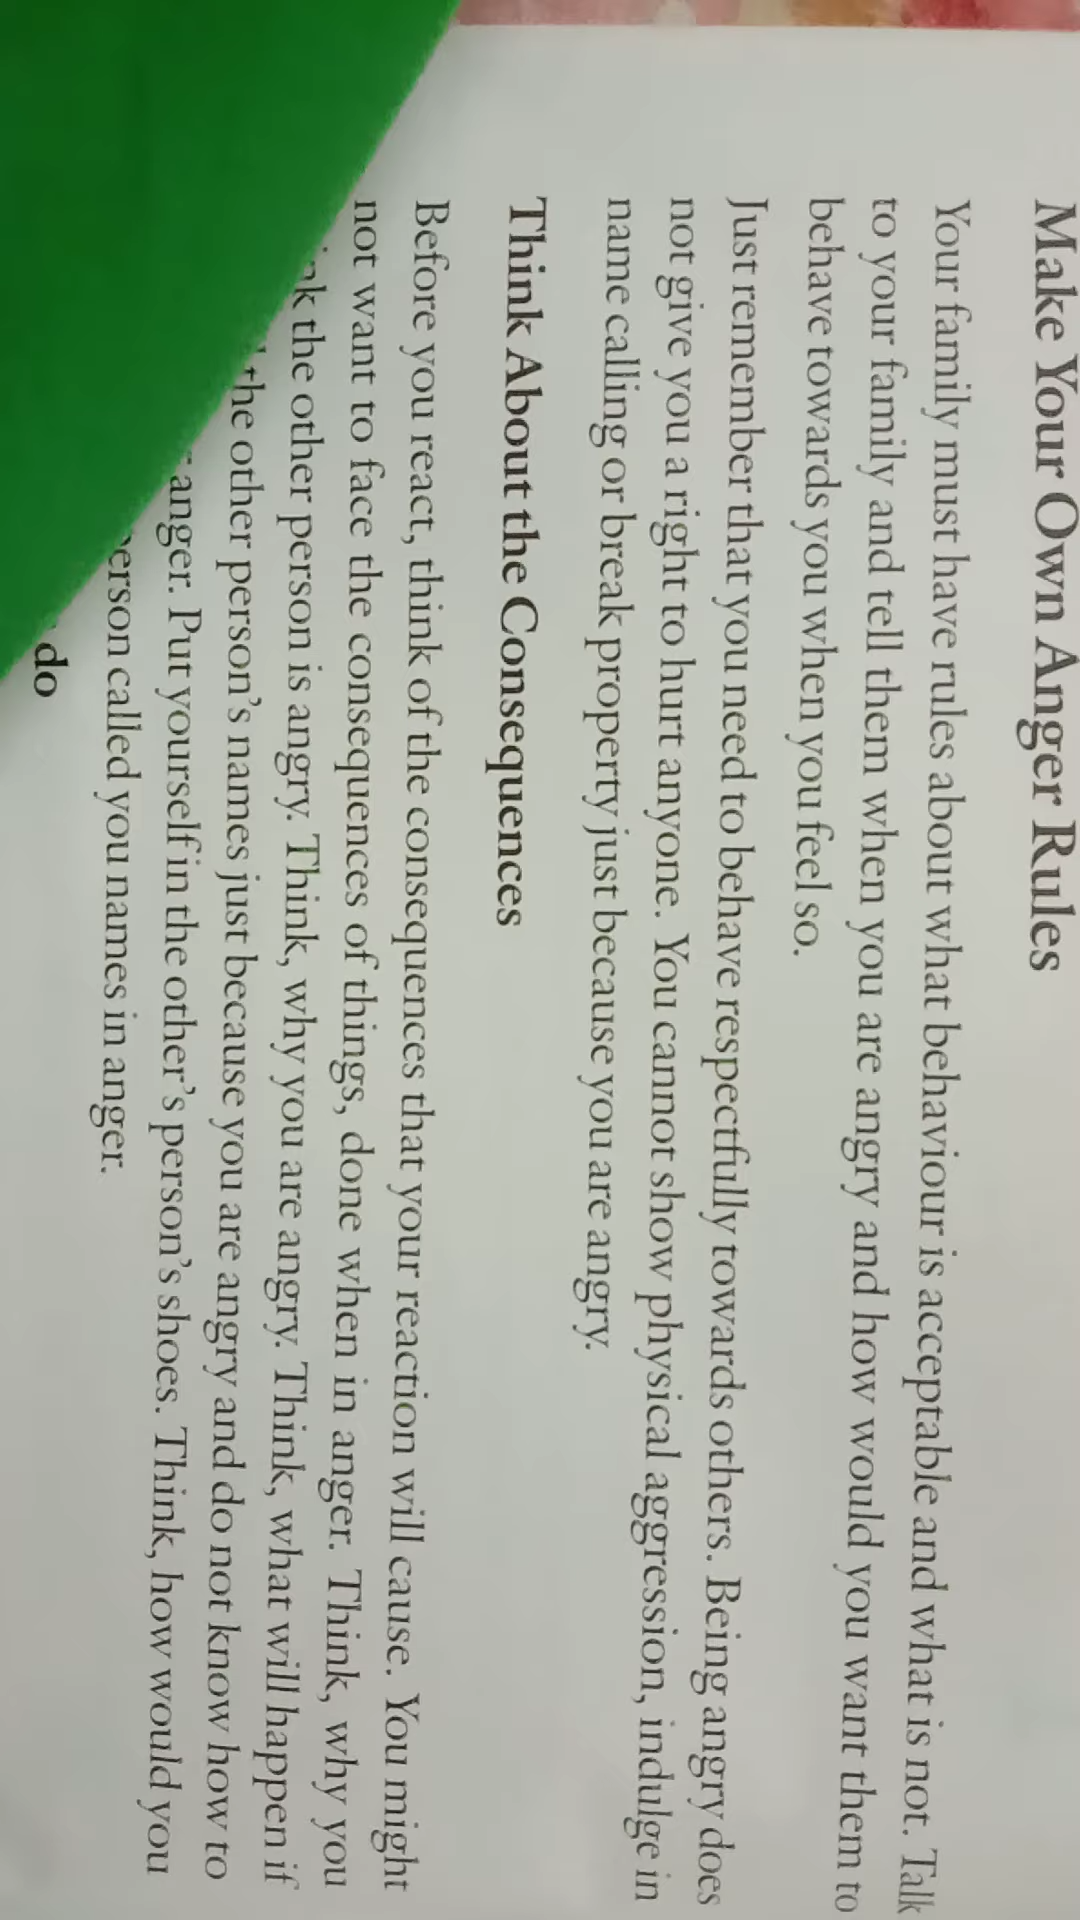 Make Your Own Anger Rules
Your family must have rules about what behaviour is acceptable and what is not. Talk
to your family and tell them when you are angry and how would you want them to
behave towards you when you feel so.
Just remember that you need to behave respectfully towards others. Being angry does
not give you a right to hurt anyone. You cannot show physical aggression, indulge in
name calling or break property just because you are angry.
Think About the Consequences
Before you react, think of the consequences that your reaction will cause. You might
not want to face the consequences of things, done when in anger. Think, why you
the other person is angry. Think, why you are angry. Think, what will happen if
the other person's names just because you are angry and do not know how to
anger. Put yourself in the other's person's shoes. Think, how would you
called you names in anger.
do